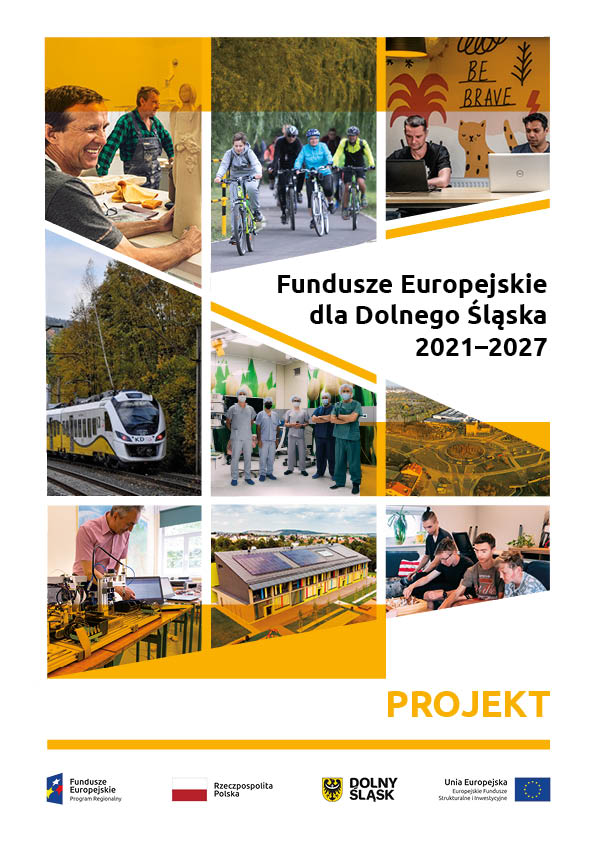 BE
BRAVE
Fundusze Europejskie
dla Dolnego Śląska
2021–2027
KD
PROJEKT
Fundusze
Europejskie
Program Regionalny
Rzeczpospolita
Polska
DOLNY
ŚLĄSK
Unia Europejska
Europejskie Fundusze
Strukturalne i Inwestycyjne